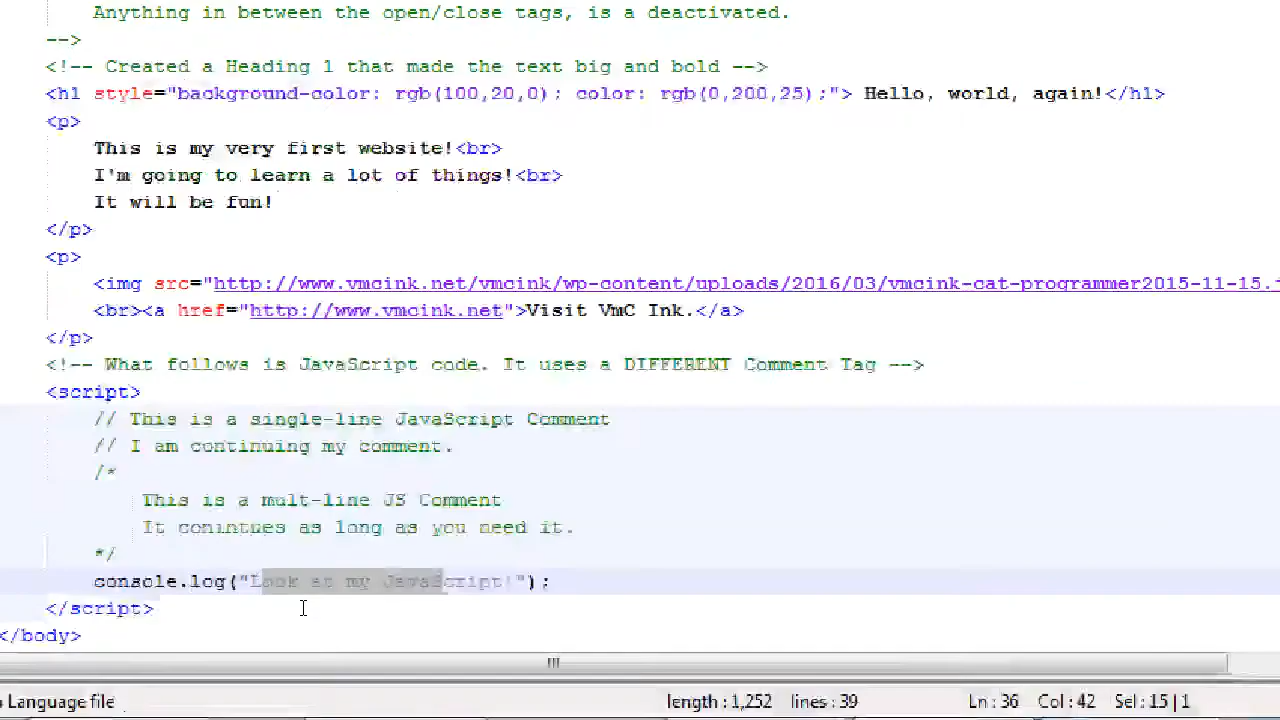 Anything in between the open/close tags, is a deactivated.
-->
<!-- Created a Heading 1 that made the text big and bold -->
<h1 style="background-color: rgb(100,20,0); color: rgb(0,200,25);"> Hello, world, again!</h1>
<p>
This is my very first website!<br>
I'm going to learn a lot of things!<br>
It will be fun!
</p>
<p>
<img src="http://www.vmcink.net/vmcink/wp-content/uploads/2016/03/vmcink-cat-programmer2015-11-15.
<br><a href="http://www.vmcink.net">Visit VmC Ink.</a>
</p>
<!-- What follows is JavaScript code. It uses a DIFFERENT Comment Tag -->
<script>
// This is a single-line JavaScript Comment
// I am continuing my comment.
/*
This is a mult-line JS Comment
It conintues as long as you need it.
*/
console.log("Look at my JavaScript!");
</script>
</body>
Language file length : 1,252 lines : 39 Ln : 36 Col : 42 Sel : 15 | 1